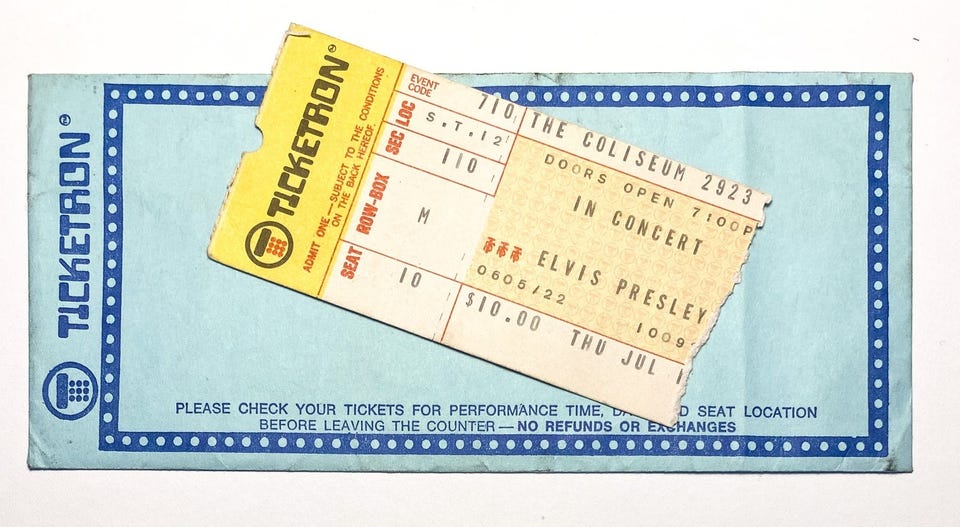 TICKETRON
PLEASE CHECK YOUR TICKETS FOR PERFORMANCE TIME, SEAT LOCATION
BEFORE LEAVING THE COUNTER—NO REFUNDS OR EXCHANGES
TICKETRON
ADMIT ONE—SUBJECT TO THE CONDITIONS
ON THE BACK HEREOF.
EVENT
CODE
710
SEC LOC
S.T.12
110
ROW-BOX
M
SEAT
10
THE COLISEUM 2923
DOORS OPEN 7:00P
IN CONCERT
*** ELVIS PRESLEY
0605/22
1009
$10.00 THU JUL 1